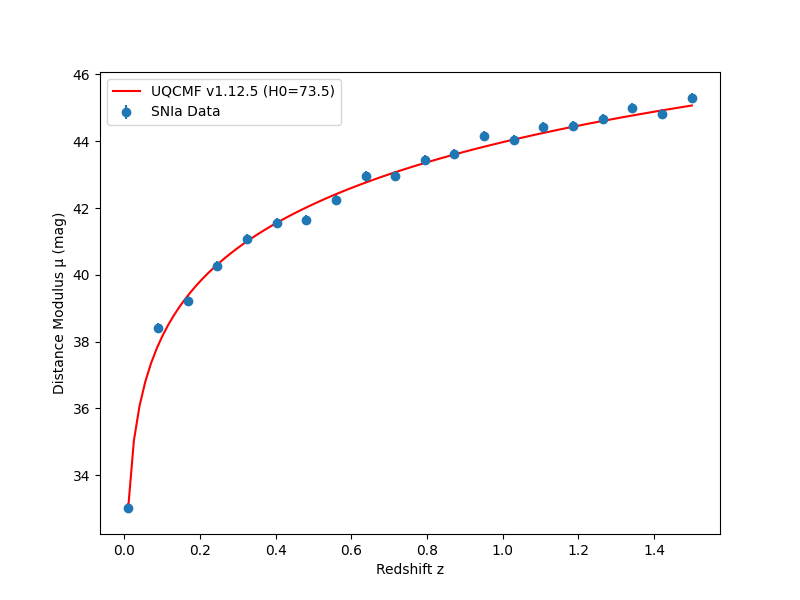 UQCMF v1.12.5 (H0=73.5)
SNIa Data
46
44
42
40
38
36
34
Distance Modulus μ (mag)
0.0 0.2 0.4 0.6 0.8 1.0 1.2 1.4
Redshift z